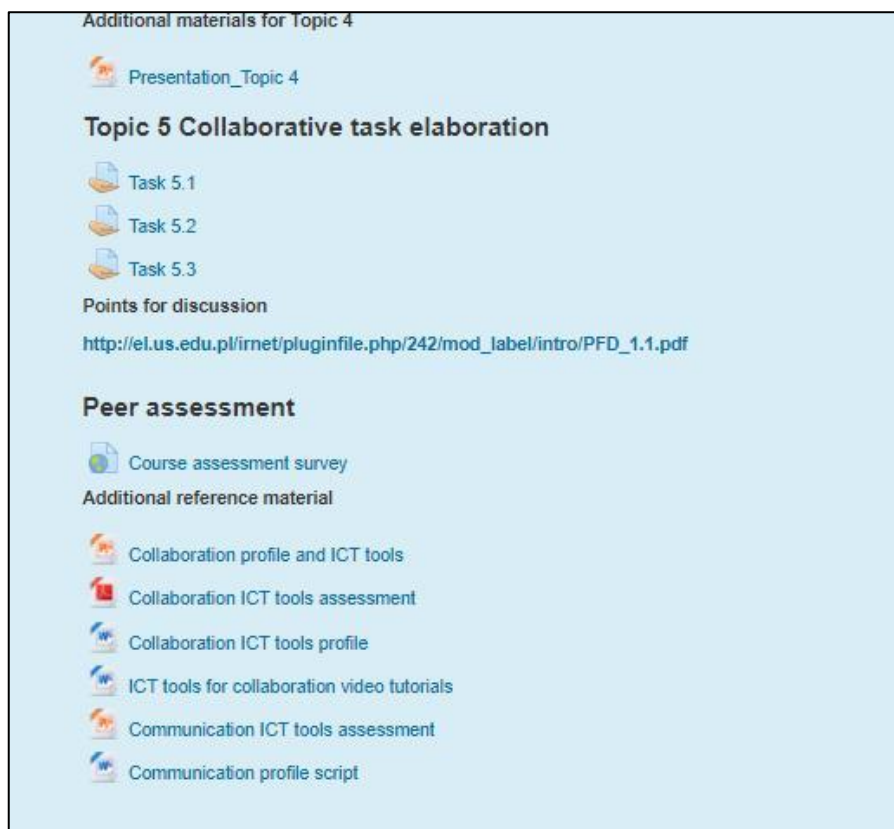 Additional materials for Topic 4
Presentation_Topic 4
Topic 5 Collaborative task elaboration
Task 5.1
Task 5.2
Task 5.3
Points for discussion
http://el.us.edu.pl/irnet/pluginfile.php/242/mod_label/intro/PFD_1.1.pdf
Peer assessment
Course assessment survey
Additional reference material
Collaboration profile and ICT tools
Collaboration ICT tools assessment
Collaboration ICT tools profile
ICT tools for collaboration video tutorials
Communication ICT tools assessment
Communication profile script